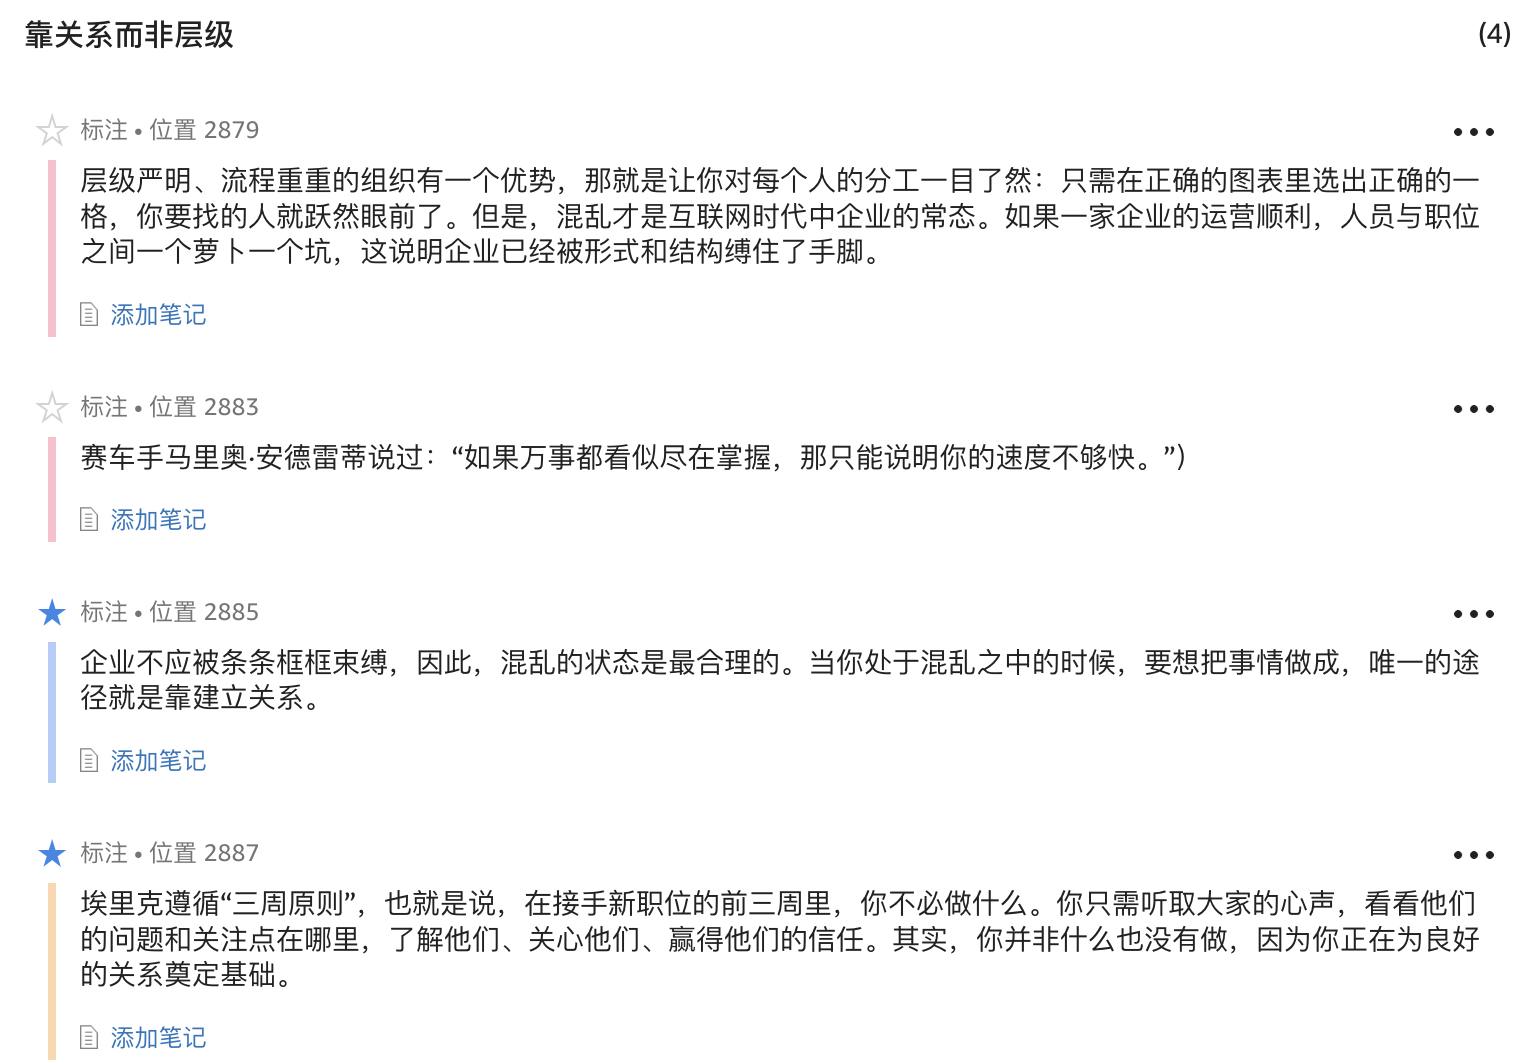 靠关系而非层级
(4)
标注 • 位置 2879
层级严明、流程重重的组织有一个优势，那就是让你对每个人的分工一目了然：只需在正确的图表里选出正确的一
格，你要找的人就跃然眼前了。但是，混乱才是互联网时代中企业的常态。如果一家企业的运营顺利，人员与职位
之间一个萝卜一个坑，这说明企业已经被形式和结构缚住了手脚。
添加笔记
标注 • 位置 2883
赛车手马里奥·安德雷蒂说过：“如果万事都看似尽在掌握，那只能说明你的速度不够快。”)
添加笔记
标注 • 位置 2885
企业不应被条条框框束缚，因此，混乱的状态是最合理的。当你处于混乱之中的时候，要想把事情做成，唯一的途
径就是靠建立关系。
添加笔记
标注 • 位置 2887
埃里克遵循“三周原则”，也就是说，在接手新职位的前三周里，你不必做什么。你只需听取大家的心声，看看他们
的问题和关注点在哪里，了解他们、关心他们、赢得他们的信任。其实，你并非什么也没有做，因为你正在为良好
的关系奠定基础。
添加笔记